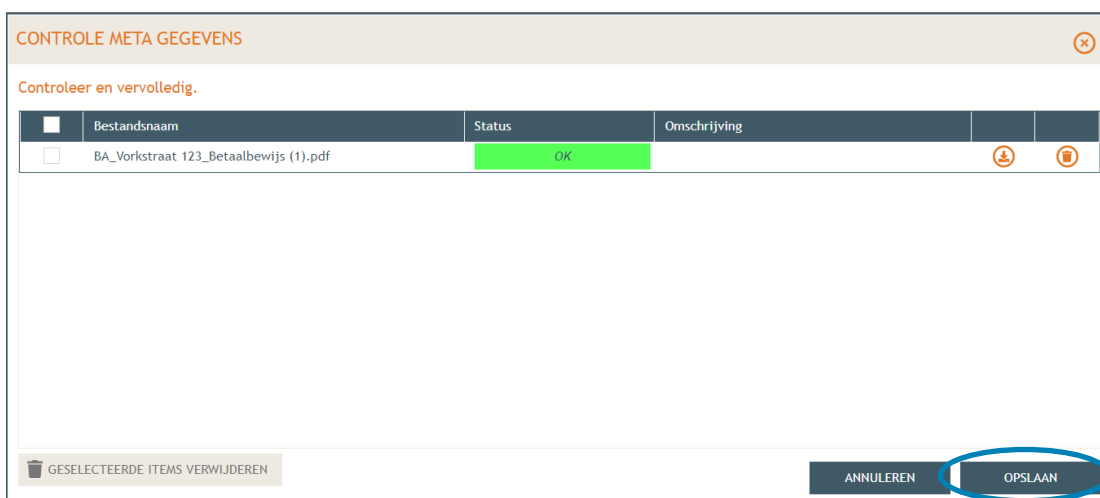 CONTROLE META GEGEVENS
Controleer en vervolledig.
Bestandsnaam Status Omschrijving
BA_Vorkstraat 123_Betaalbewijs (1).pdf OK
GESELECTEERDE ITEMS VERWIJDEREN
ANNULEREN OPSLAAN